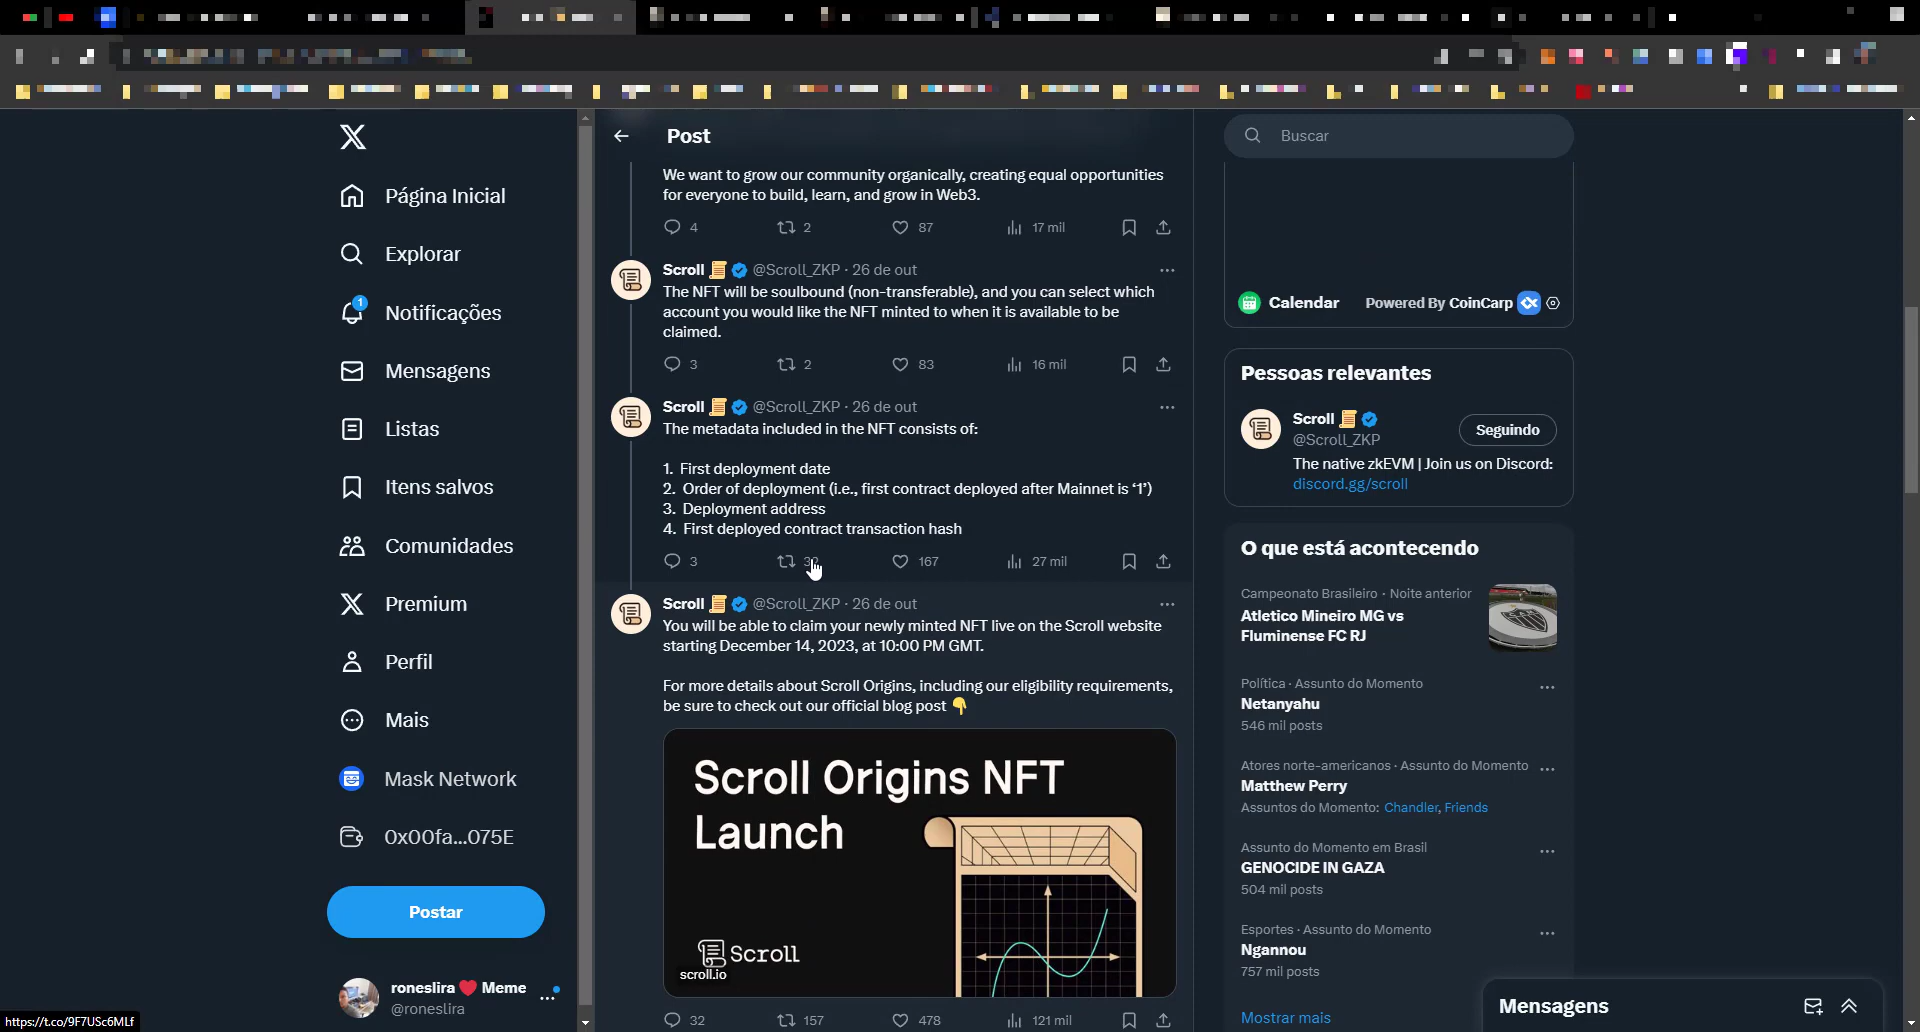 Página Inicial
Explorar
1
Notificações
Mensagens
Listas
Itens salvos
Comunidades
Premium
Perfil
Mais
Mask Network
0x00fa...075E
Postar
roneslira ❤️ Meme ...
@roneslira
https://t.co/9F7USc6MLf
Post
We want to grow our community organically, creating equal opportunities
for everyone to build, learn, and grow in Web3.
4 2 87 17 mil
Scroll 📜 @Scroll_ZKP · 26 de out
The NFT will be soulbound (non-transferable), and you can select which
account you would like the NFT minted to when it is available to be
claimed.
3 2 83 16 mil
Scroll 📜 @Scroll_ZKP · 26 de out
The metadata included in the NFT consists of:
1. First deployment date
2. Order of deployment (i.e., first contract deployed after Mainnet is ‘1’)
3. Deployment address
4. First deployed contract transaction hash
3 167 27 mil
Scroll 📜 @Scroll_ZKP · 26 de out
You will be able to claim your newly minted NFT live on the Scroll website
starting December 14, 2023, at 10:00 PM GMT.
For more details about Scroll Origins, including our eligibility requirements,
be sure to check out our official blog post 👇
Scroll Origins NFT
Launch
Scroll
scroll.io
32 157 478 121 mil
Buscar
Calendar Powered By CoinCarp
Pessoas relevantes
Scroll 📜
@Scroll_ZKP
Seguindo
The native zkEVM | Join us on Discord:
discord.gg/scroll
O que está acontecendo
Campeonato Brasileiro · Noite anterior
Atletico Mineiro MG vs
Fluminense FC RJ
Política · Assunto do Momento
Netanyahu
546 mil posts
Atores norte-americanos · Assunto do Momento
Matthew Perry
Assuntos do Momento: Chandler, Friends
Assunto do Momento em Brasil
GENOCIDE IN GAZA
504 mil posts
Esportes · Assunto do Momento
Ngannou
757 mil posts
Mostrar mais
Mensagens